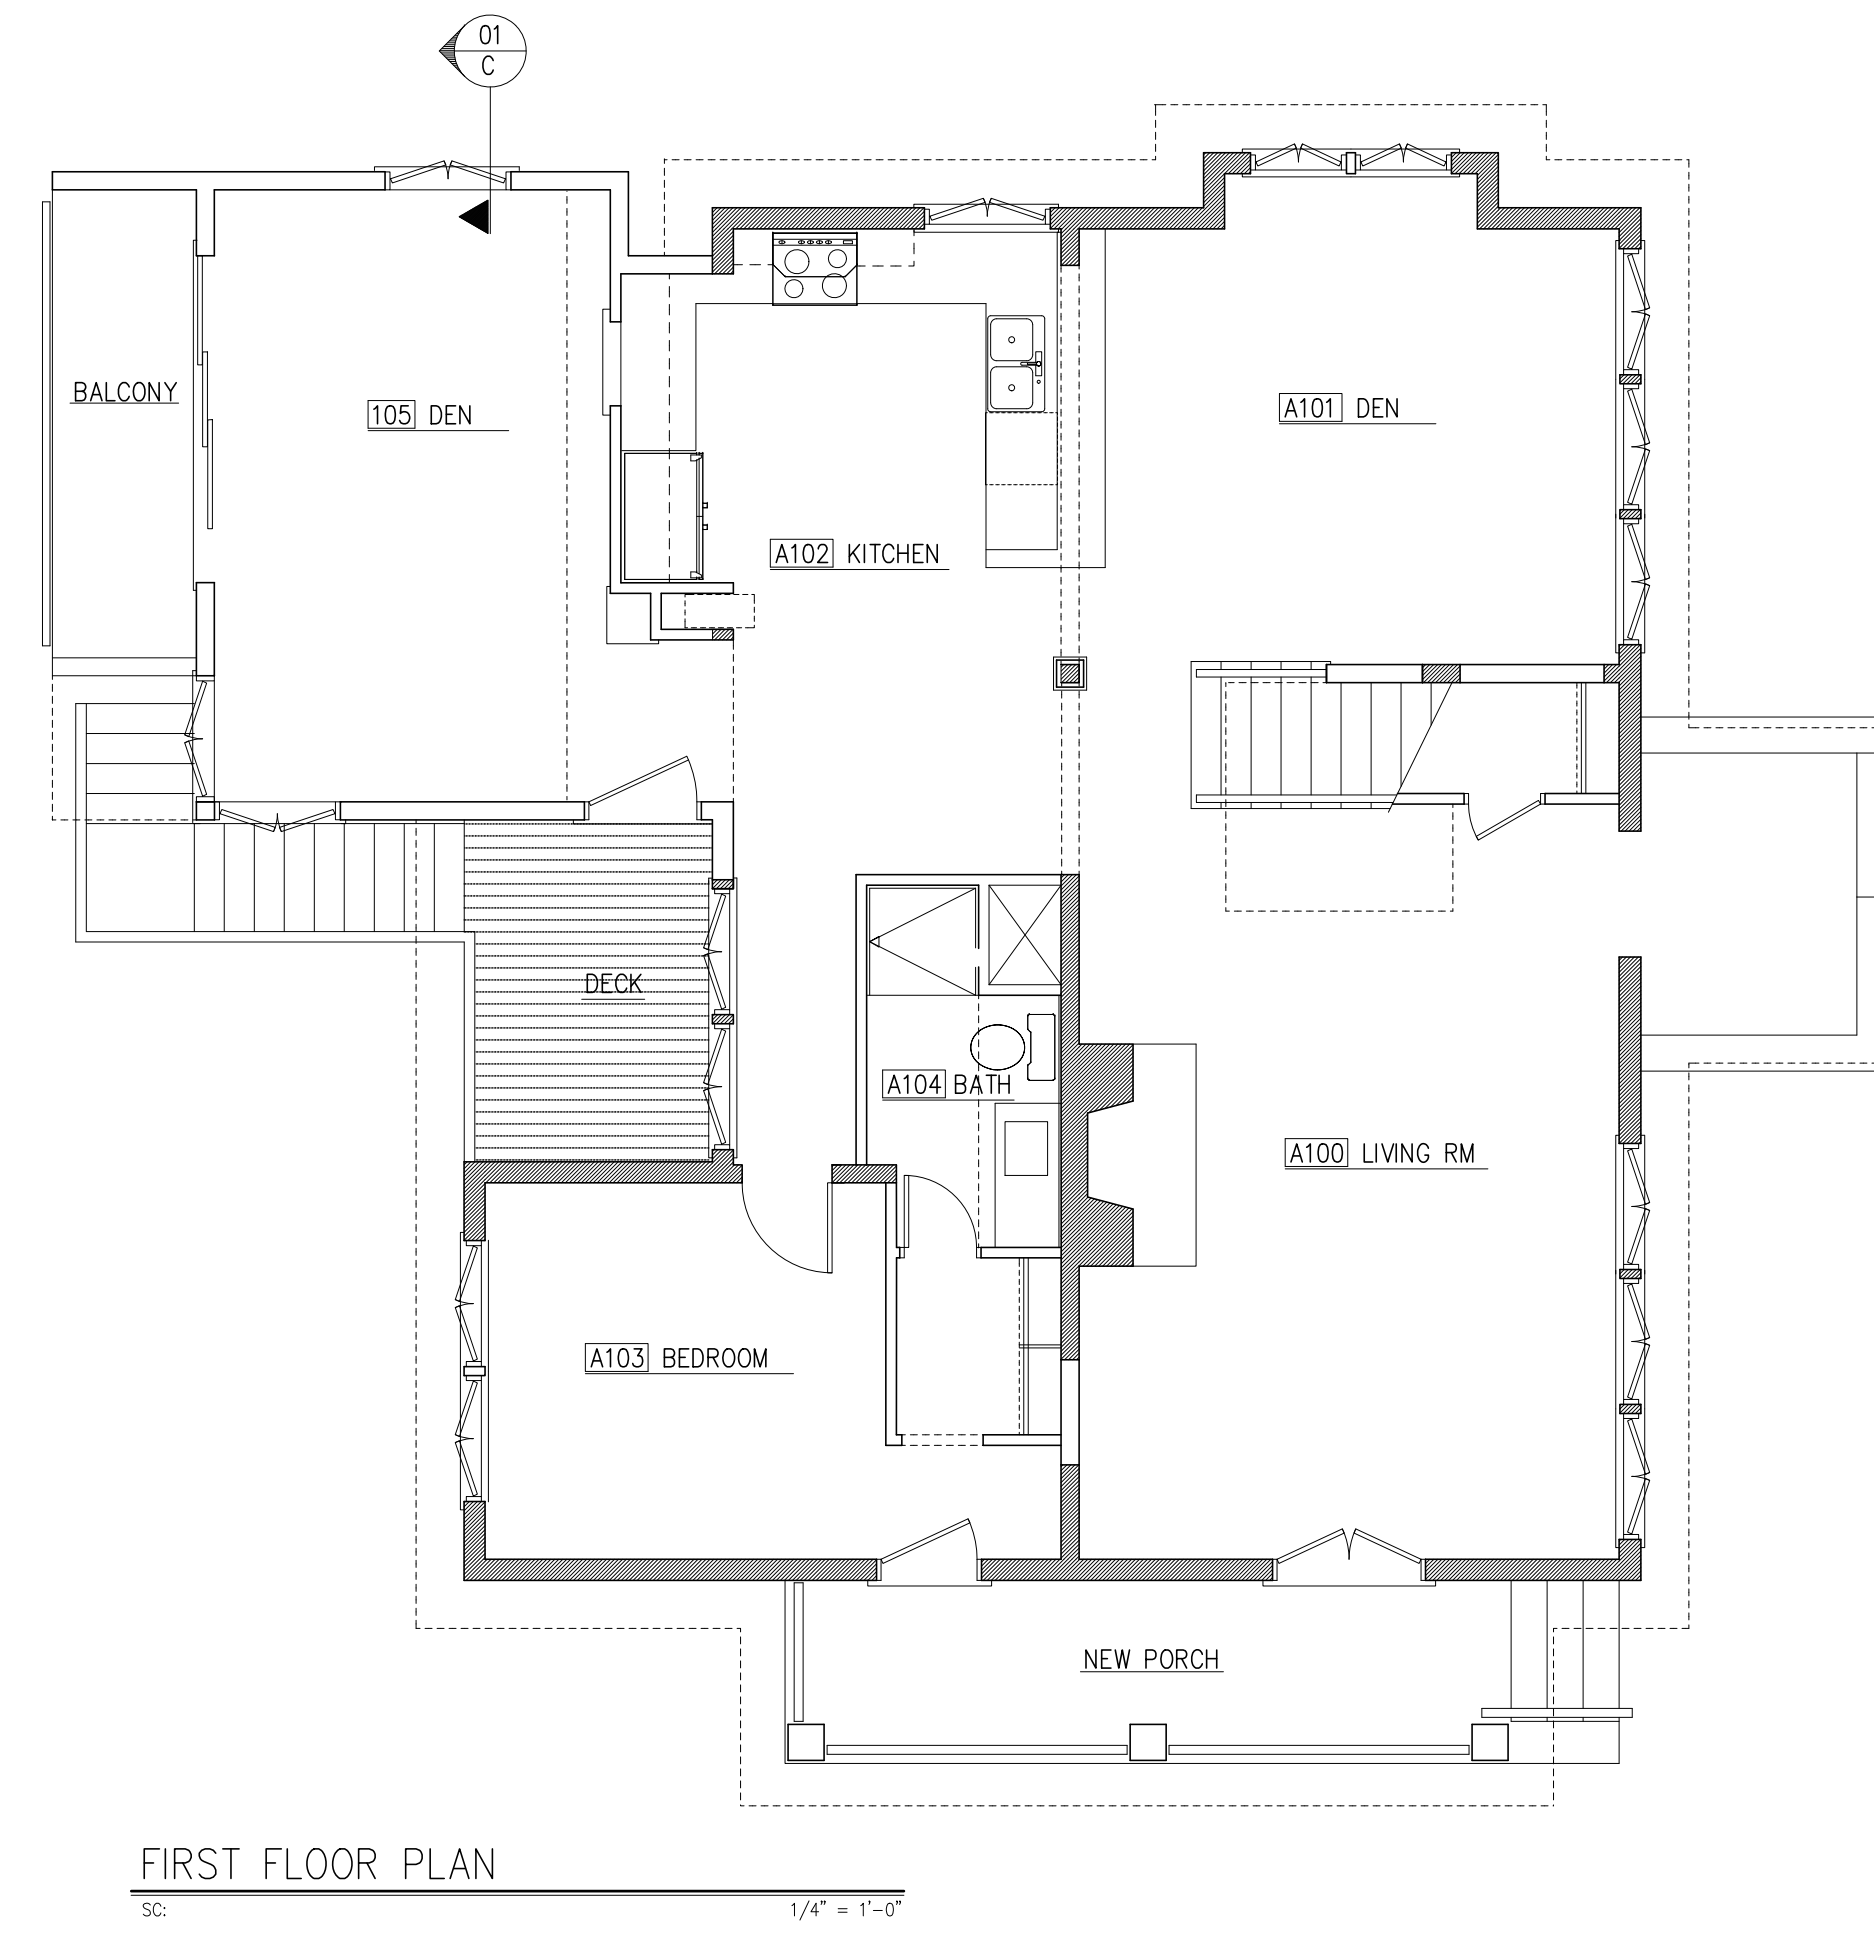 01
C
BALCONY
105 DEN
A101 DEN
A102 KITCHEN
DECK
A104 BATH
A100 LIVING RM
A103 BEDROOM
NEW PORCH
FIRST FLOOR PLAN
SC: 1/4" = 1'-0"